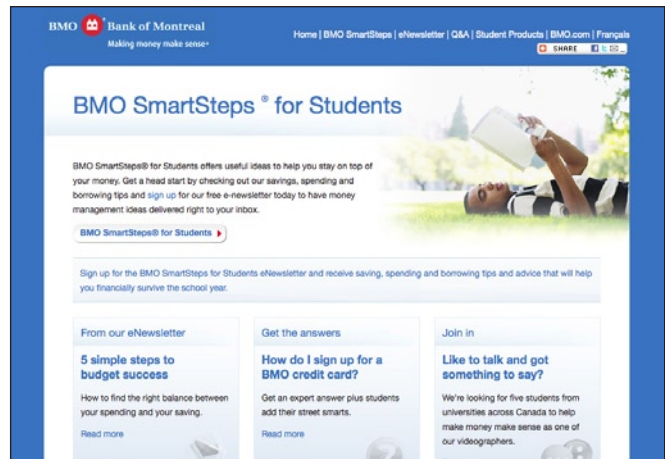 BMO Bank of Montreal
Making money make sense®
Home | BMO SmartSteps | eNewsletter | Q&A | Student Products | BMO.com | Français
SHARE
BMO SmartSteps ® for Students
BMO SmartSteps® for Students offers useful ideas to help you stay on top of
your money. Get a head start by checking out our savings, spending and
borrowing tips and sign up for our free e-newsletter today to have money
management ideas delivered right to your inbox.
BMO SmartSteps® for Students
Sign up for the BMO SmartSteps for Students eNewsletter and receive saving, spending and borrowing tips and advice that will help
you financially survive the school year.
From our eNewsletter
5 simple steps to
budget success
How to find the right balance between
your spending and your saving.
Read more
Get the answers
How do I sign up for a
BMO credit card?
Get an expert answer plus students
add their street smarts.
Read more
Join in
Like to talk and got
something to say?
We're looking for five students from
universities across Canada to help
make money make sense as one of
our videographers.